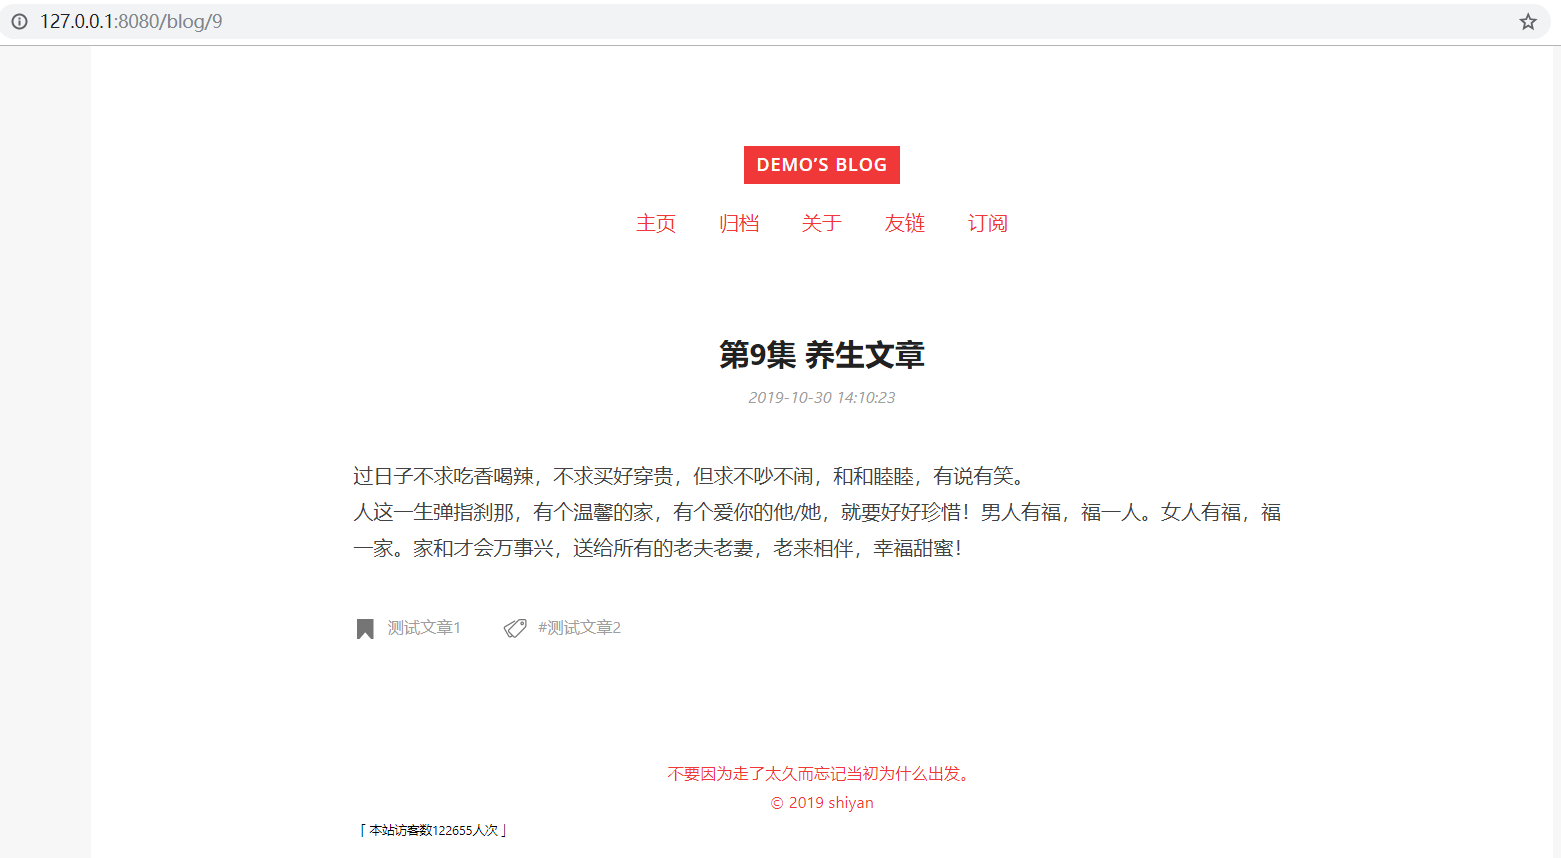 127.0.0.1:8080/blog/9
DEMO’S BLOG
主页 归档 关于 友链 订阅
第9集 养生文章
2019-10-30 14:10:23
过日子不求吃香喝辣，不求买好穿贵，但求不吵不闹，和和睦睦，有说有笑。
人这一生弹指刹那，有个温馨的家，有个爱你的他/她，就要好好珍惜！男人有福，福一人。女人有福，福
一家。家和才会万事兴，送给所有的老夫老妻，老来相伴，幸福甜蜜！
测试文章1 #测试文章2
不要因为走了太久而忘记当初为什么出发。
© 2019 shiyan
「 本站访客数122655人次 」